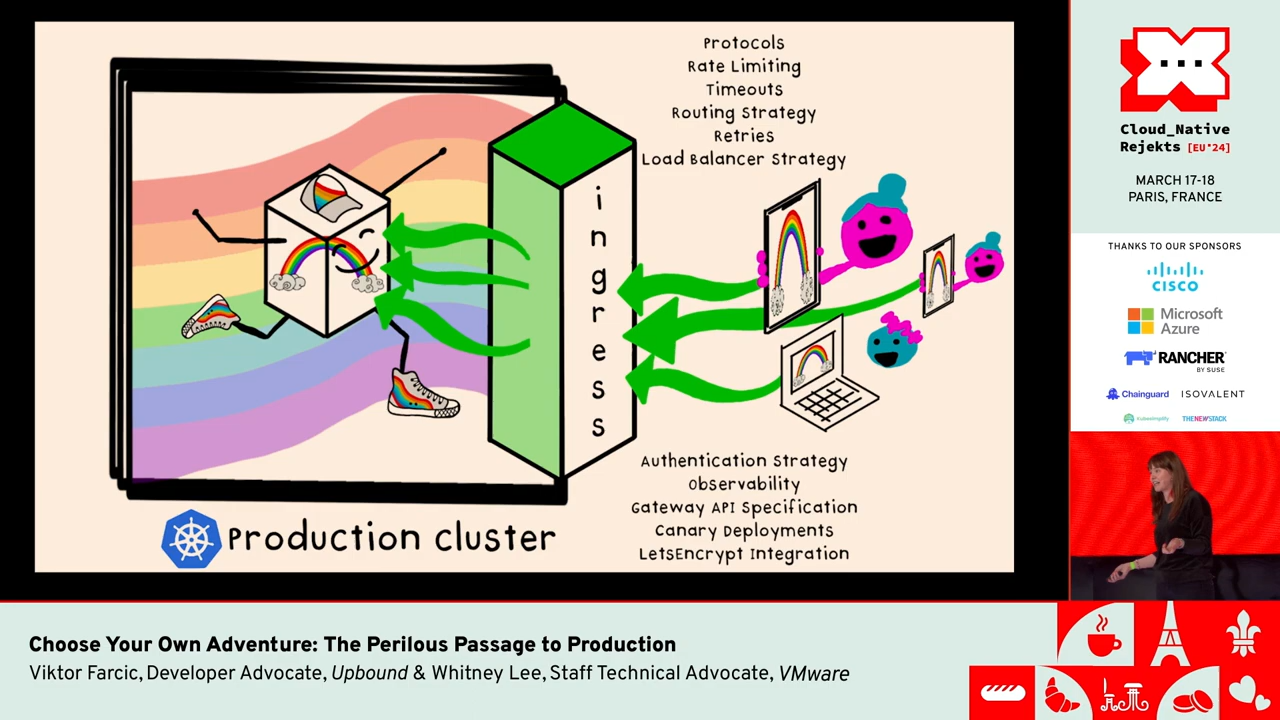 Protocols
Rate Limiting
Timeouts
Routing Strategy
Retries
Load Balancer Strategy
ingress
Authentication Strategy
Observability
Gateway API Specification
Canary Deployments
LetsEncrypt Integration
Production cluster
Cloud_Native
Rejekts [EU'24]
MARCH 17-18
PARIS, FRANCE
THANKS TO OUR SPONSORS
CISCO
Microsoft
Azure
RANCHER
BY SUSE
Chainguard
ISOVALENT
Kubesimplify
THENEWSTACK
Choose Your Own Adventure: The Perilous Passage to Production
Viktor Farcic, Developer Advocate, Upbound & Whitney Lee, Staff Technical Advocate, VMware